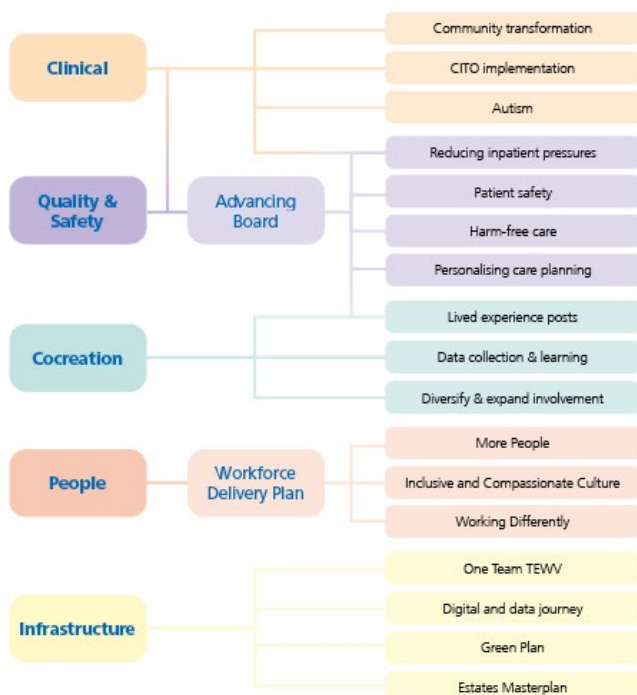 Clinical
Community transformation
CITO implementation
Autism
Quality &
Safety
Advancing
Board
Reducing inpatient pressures
Patient safety
Harm-free care
Personalising care planning
Cocreation
Lived experience posts
Data collection & learning
Diversify & expand involvement
People
Workforce
Delivery Plan
More People
Inclusive and Compassionate Culture
Working Differently
Infrastructure
One Team TEWV
Digital and data journey
Green Plan
Estates Masterplan